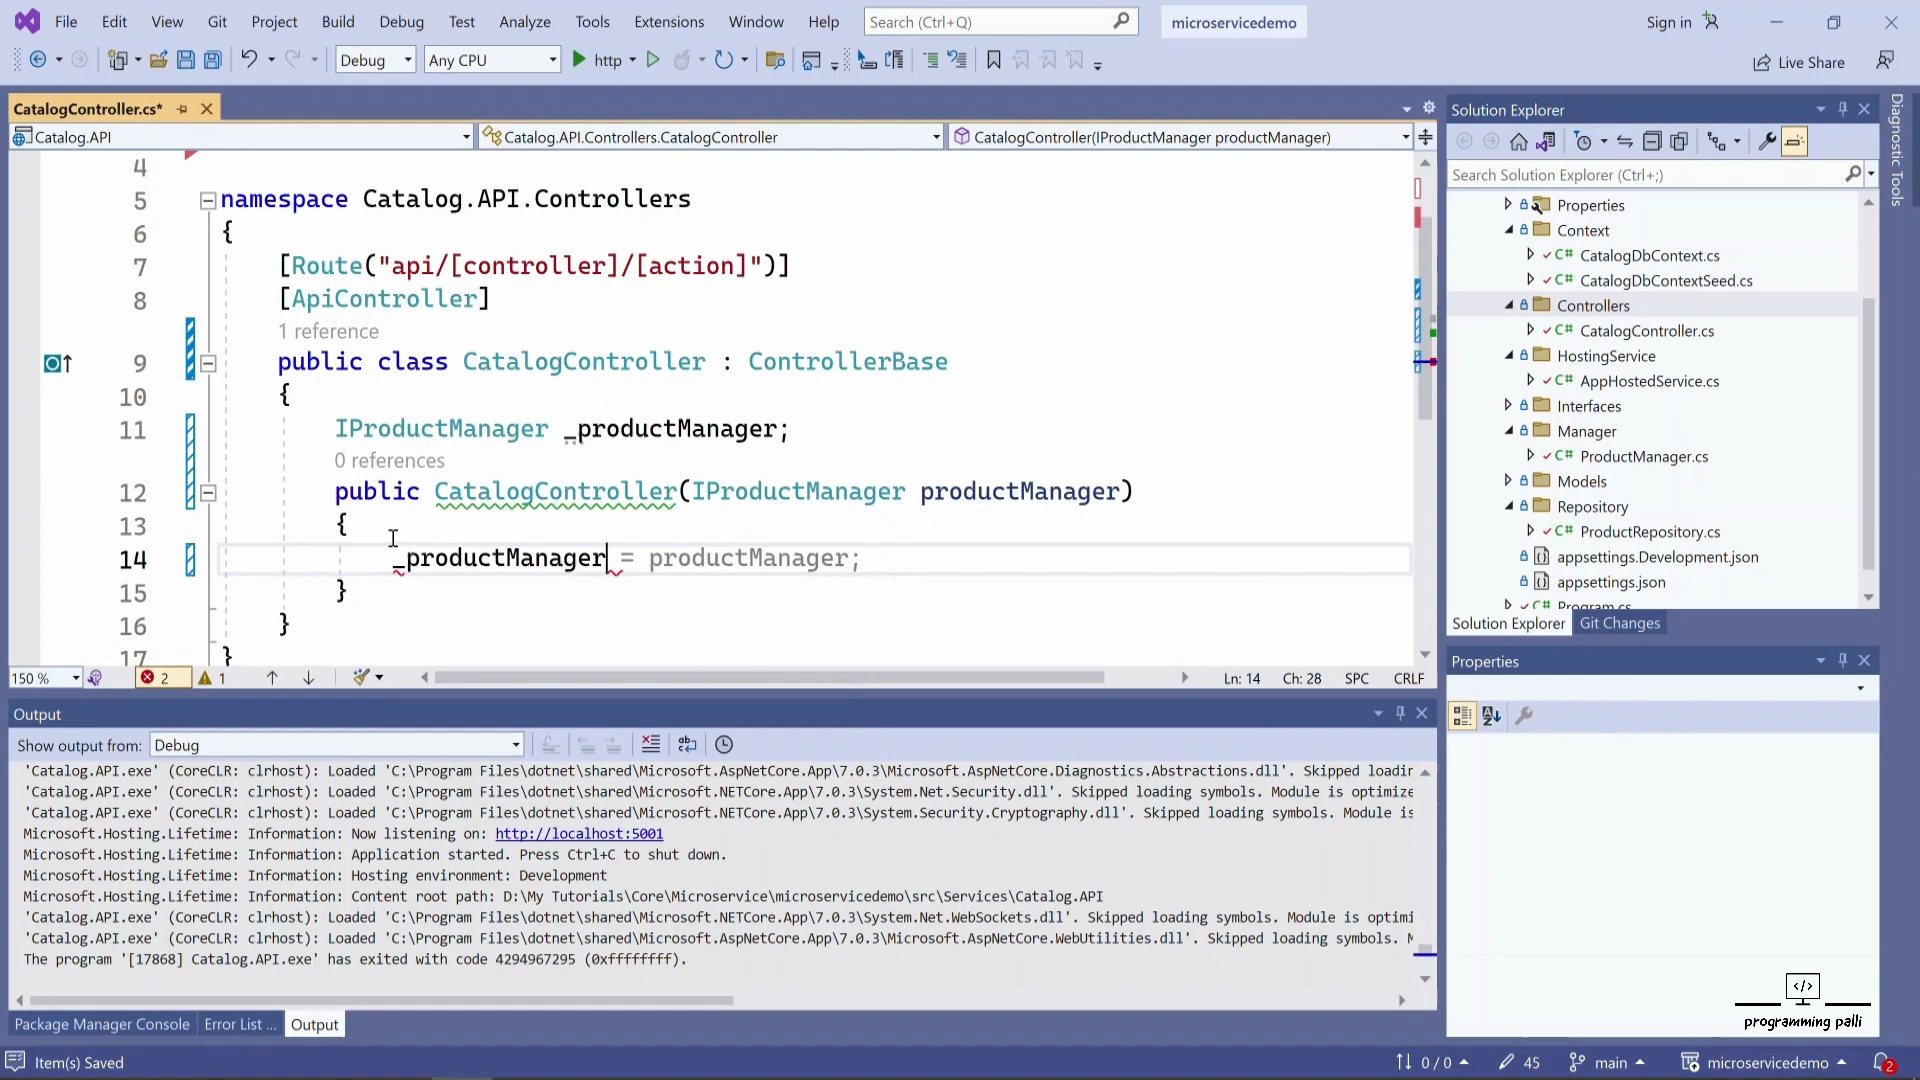 File Edit View Git Project Build Debug Test Analyze Tools Extensions Window Help Search (Ctrl+Q) microservicedemo Sign in
Debug Any CPU http Live Share
CatalogController.cs*
Catalog.API Catalog.API.Controllers.CatalogController CatalogController(IProductManager productManager)
4
5 namespace Catalog.API.Controllers
6 {
7 [Route("api/[controller]/[action]")]
8 [ApiController]
1 reference
9 public class CatalogController : ControllerBase
10 {
11 IProductManager _productManager;
0 references
12 public CatalogController(IProductManager productManager)
13 {
14 _productManager = productManager;
15 }
16 }
17 }
150 % 2 1 Ln: 14 Ch: 28 SPC CRLF
Output
Show output from: Debug
'Catalog.API.exe' (CoreCLR: clrhost): Loaded 'C:\Program Files\dotnet\shared\Microsoft.AspNetCore.App\7.0.3\Microsoft.AspNetCore.Diagnostics.Abstractions.dll'. Skipped loadin
'Catalog.API.exe' (CoreCLR: clrhost): Loaded 'C:\Program Files\dotnet\shared\Microsoft.NETCore.App\7.0.3\System.Net.Security.dll'. Skipped loading symbols. Module is optimize
'Catalog.API.exe' (CoreCLR: clrhost): Loaded 'C:\Program Files\dotnet\shared\Microsoft.NETCore.App\7.0.3\System.Security.Cryptography.dll'. Skipped loading symbols. Module is
Microsoft.Hosting.Lifetime: Information: Now listening on: http://localhost:5001
Microsoft.Hosting.Lifetime: Information: Application started. Press Ctrl+C to shut down.
Microsoft.Hosting.Lifetime: Information: Hosting environment: Development
Microsoft.Hosting.Lifetime: Information: Content root path: D:\My Tutorials\Core\Microservice\microservicedemo\src\Services\Catalog.API
'Catalog.API.exe' (CoreCLR: clrhost): Loaded 'C:\Program Files\dotnet\shared\Microsoft.NETCore.App\7.0.3\System.Net.WebSockets.dll'. Skipped loading symbols. Module is optimi
'Catalog.API.exe' (CoreCLR: clrhost): Loaded 'C:\Program Files\dotnet\shared\Microsoft.AspNetCore.App\7.0.3\Microsoft.AspNetCore.WebUtilities.dll'. Skipped loading symbols. M
The program '[17868] Catalog.API.exe' has exited with code 4294967295 (0xffffffff).
Package Manager Console Error List ... Output
Solution Explorer
Search Solution Explorer (Ctrl+;)
Properties
Context
C# CatalogDbContext.cs
C# CatalogDbContextSeed.cs
Controllers
C# CatalogController.cs
HostingService
C# AppHostedService.cs
Interfaces
Manager
C# ProductManager.cs
Models
Repository
C# ProductRepository.cs
appsettings.Development.json
appsettings.json
C# Program.cs
Solution Explorer Git Changes
Properties
Diagnostic Tools
</>
programming palli
Item(s) Saved 0 / 0 45 main microservicedemo 2